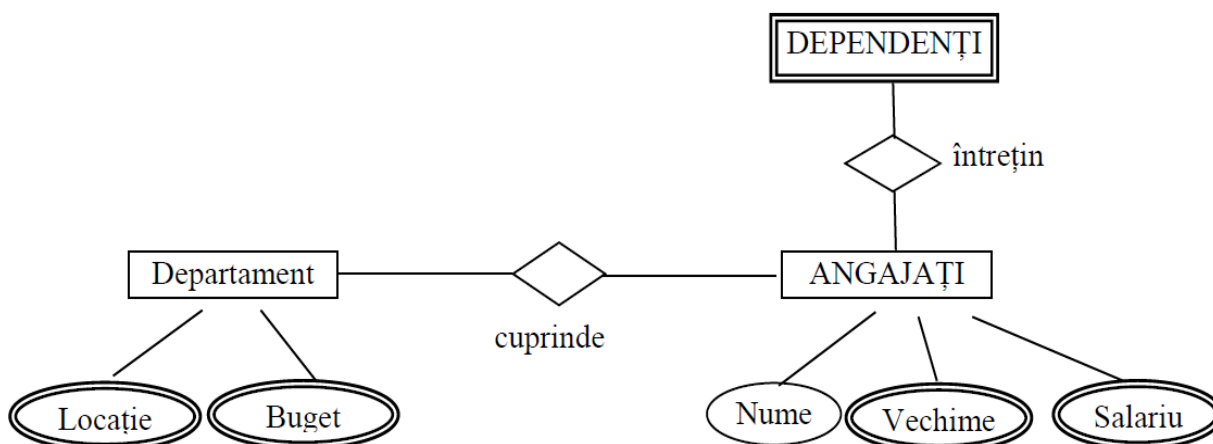 DEPENDENȚI
întrețin
Departament
ANGAJAȚI
cuprinde
Locație
Buget
Nume
Vechime
Salariu